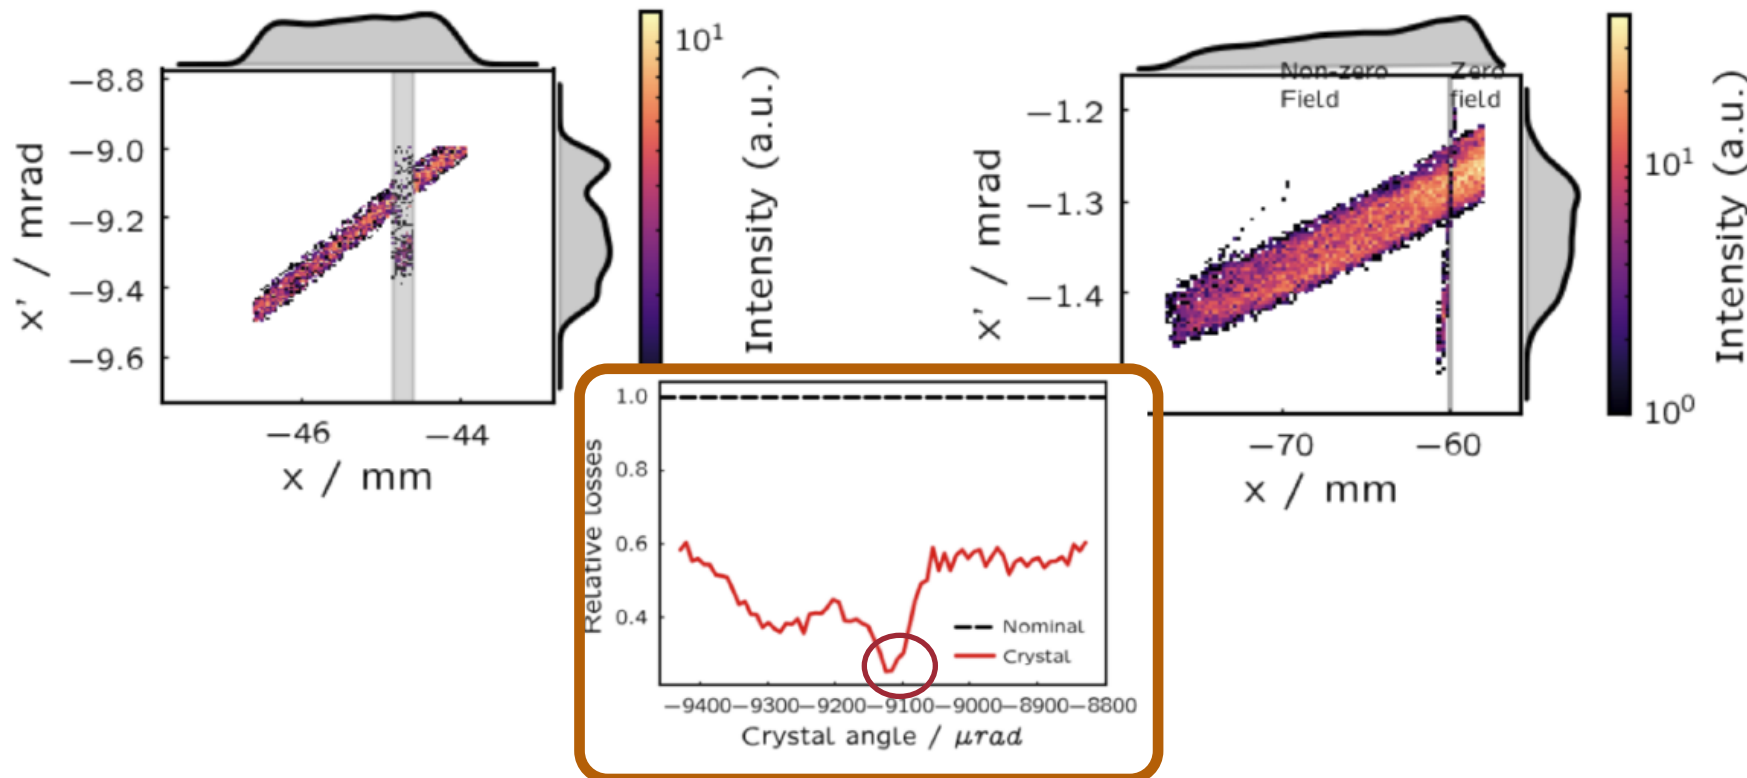 −8.8
−9.0
−9.2
−9.4
−9.6
x' / mrad
−46
−44
x / mm
10¹
Intensity (a.u.)
Non-zero
Field
Zero
field
−1.2
−1.3
−1.4
x' / mrad
−70
−60
x / mm
10¹
10⁰
Intensity (a.u.)
1.0
0.8
0.6
0.4
Relative losses
Nominal
Crystal
−9400−9300−9200−9100−9000−8900−8800
Crystal angle / μrad